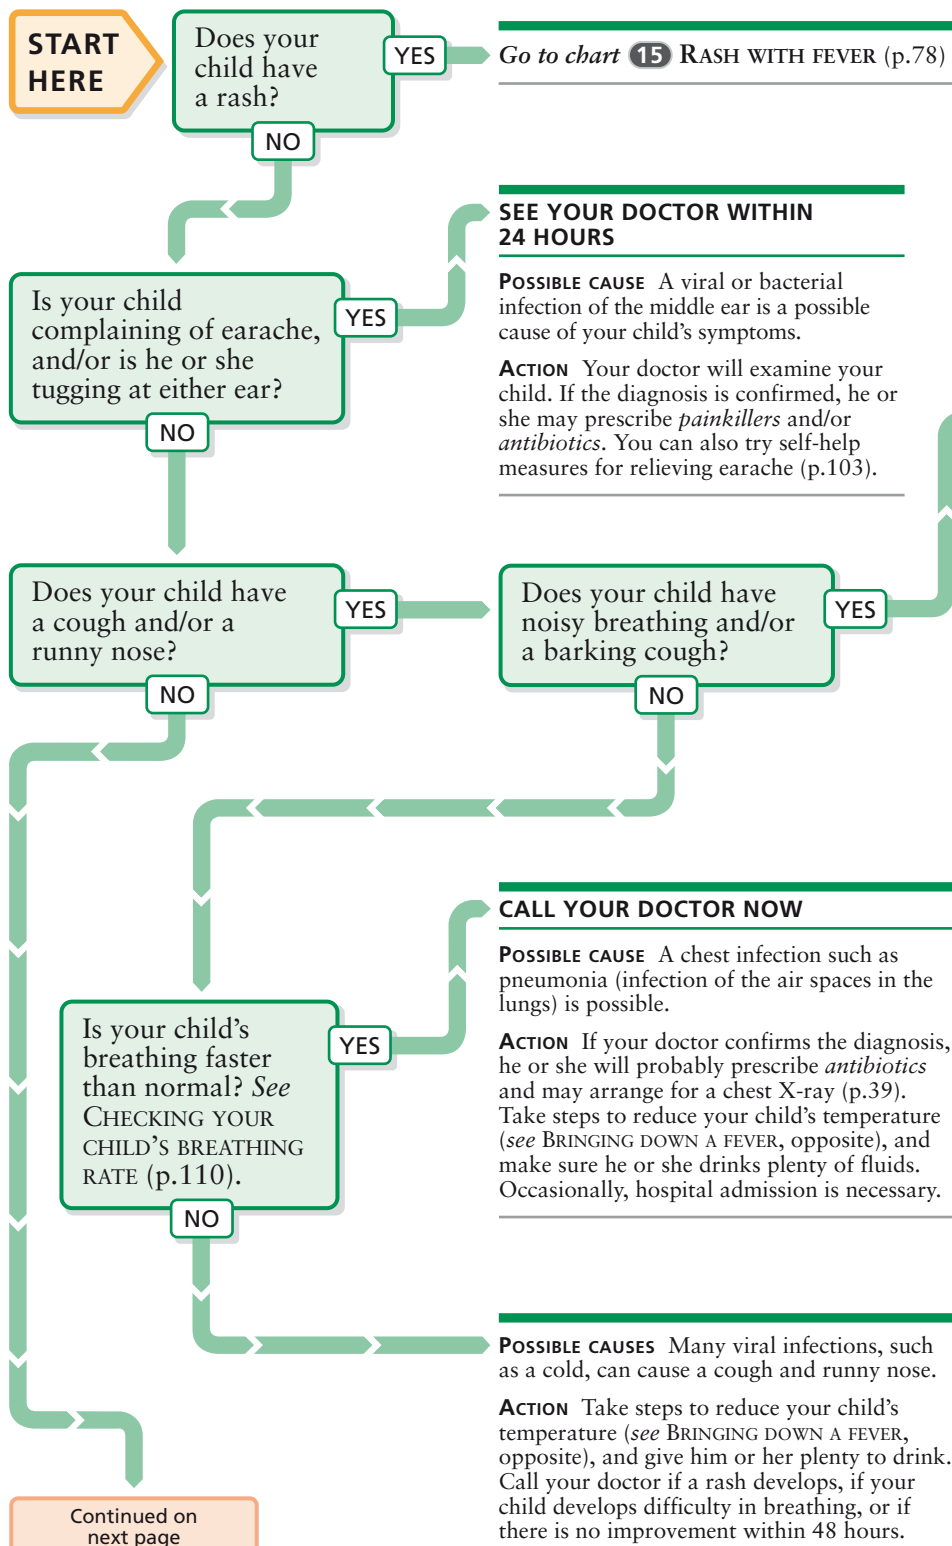 START
HERE
Does your
child have
a rash?
YES
Go to chart 15 RASH WITH FEVER (p.78)
NO
SEE YOUR DOCTOR WITHIN
24 HOURS
POSSIBLE CAUSE A viral or bacterial
infection of the middle ear is a possible
cause of your child's symptoms.
ACTION Your doctor will examine your
child. If the diagnosis is confirmed, he or
she may prescribe painkillers and/or
antibiotics. You can also try self-help
measures for relieving earache (p.103).
Is your child
complaining of earache,
and/or is he or she
tugging at either ear?
YES
NO
Does your child have
a cough and/or a
runny nose?
YES
NO
Does your child have
noisy breathing and/or
a barking cough?
YES
NO
CALL YOUR DOCTOR NOW
POSSIBLE CAUSE A chest infection such as
pneumonia (infection of the air spaces in the
lungs) is possible.
ACTION If your doctor confirms the diagnosis,
he or she will probably prescribe antibiotics
and may arrange for a chest X-ray (p.39).
Take steps to reduce your child's temperature
(see BRINGING DOWN A FEVER, opposite), and
make sure he or she drinks plenty of fluids.
Occasionally, hospital admission is necessary.
Is your child's
breathing faster
than normal? See
CHECKING YOUR
CHILD'S BREATHING
RATE (p.110).
YES
NO
POSSIBLE CAUSES Many viral infections, such
as a cold, can cause a cough and runny nose.
ACTION Take steps to reduce your child's
temperature (see BRINGING DOWN A FEVER,
opposite), and give him or her plenty to drink.
Call your doctor if a rash develops, if your
child develops difficulty in breathing, or if
there is no improvement within 48 hours.
Continued on
next page